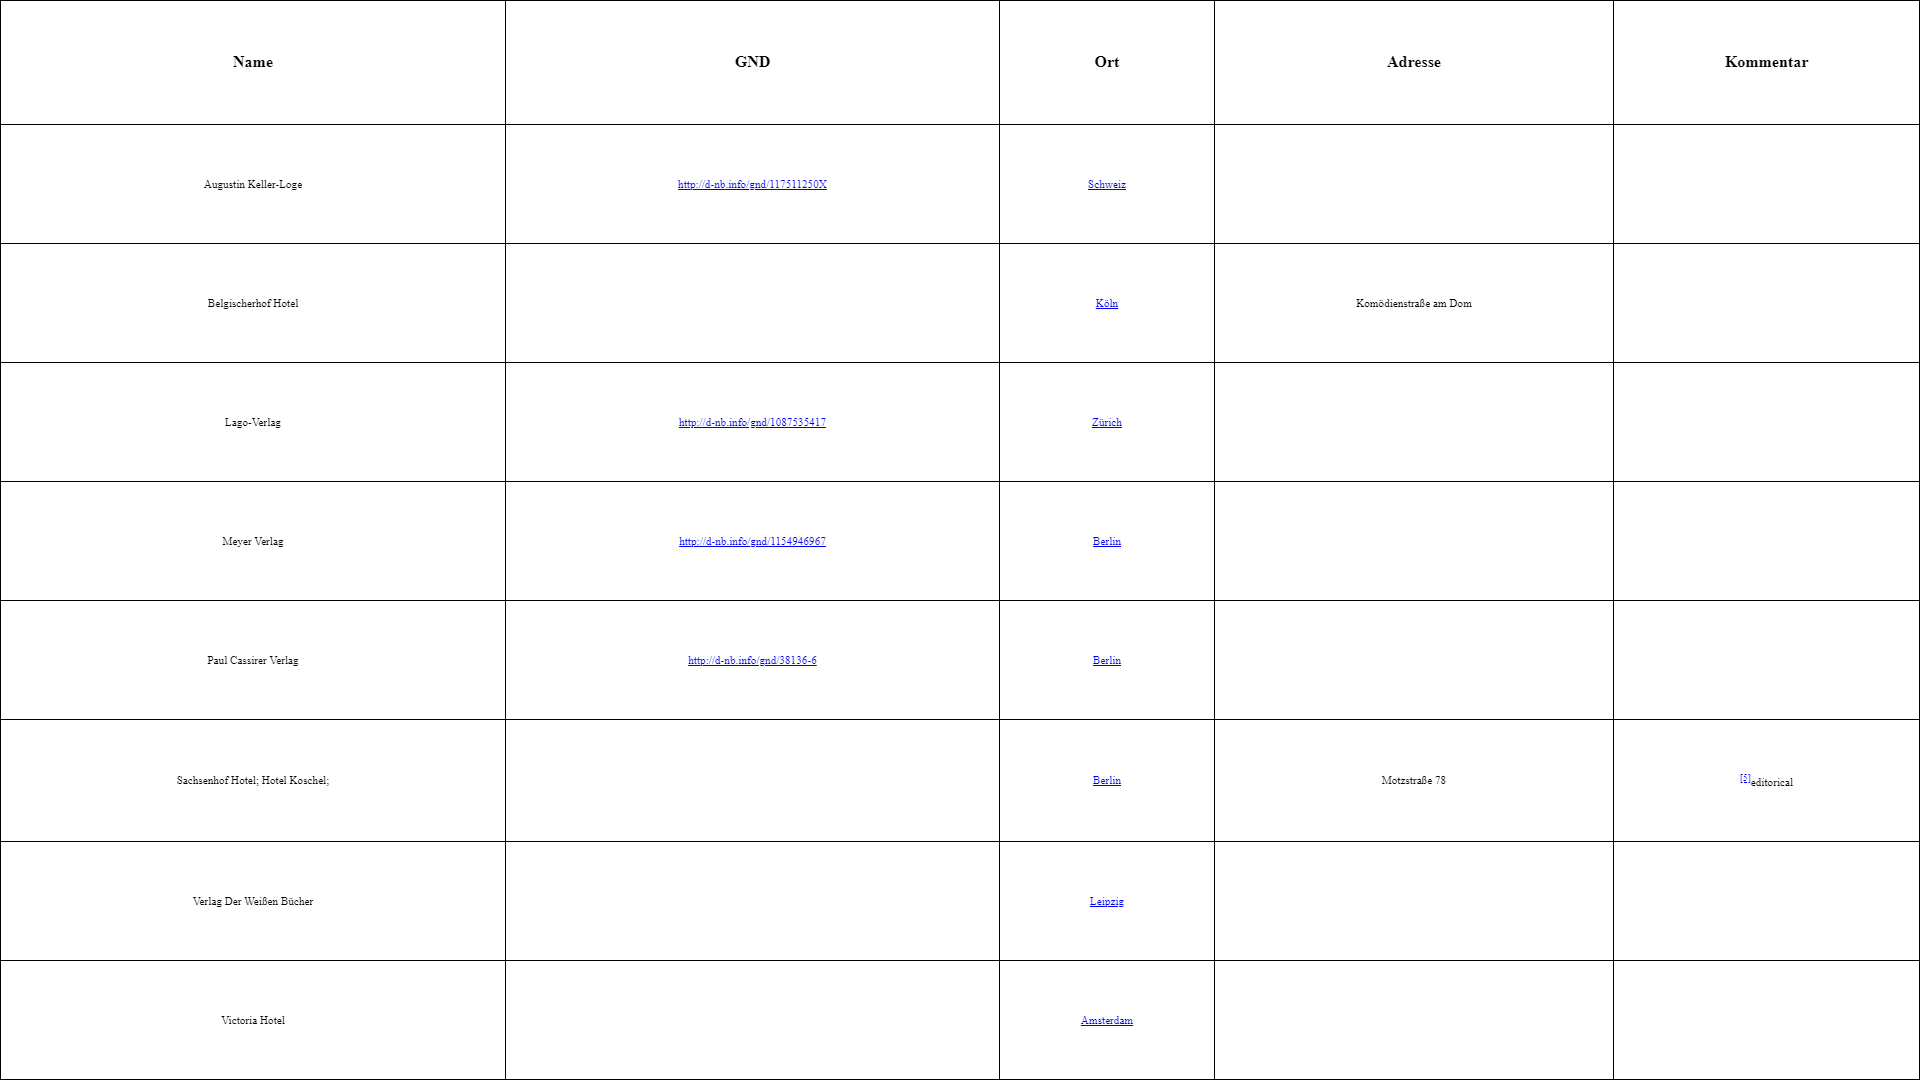 Name GND Ort Adresse Kommentar
Augustin Keller-Loge http://d-nb.info/gnd/117511250X Schweiz
Belgischerhof Hotel Köln Komödienstraße am Dom
Lago-Verlag http://d-nb.info/gnd/1087535417 Zürich
Meyer Verlag http://d-nb.info/gnd/1154946967 Berlin
Paul Cassirer Verlag http://d-nb.info/gnd/38136-6 Berlin
Sachsenhof Hotel; Hotel Koschel; Berlin Motzstraße 78 [5]editorical
Verlag Der Weißen Bücher Leipzig
Victoria Hotel Amsterdam